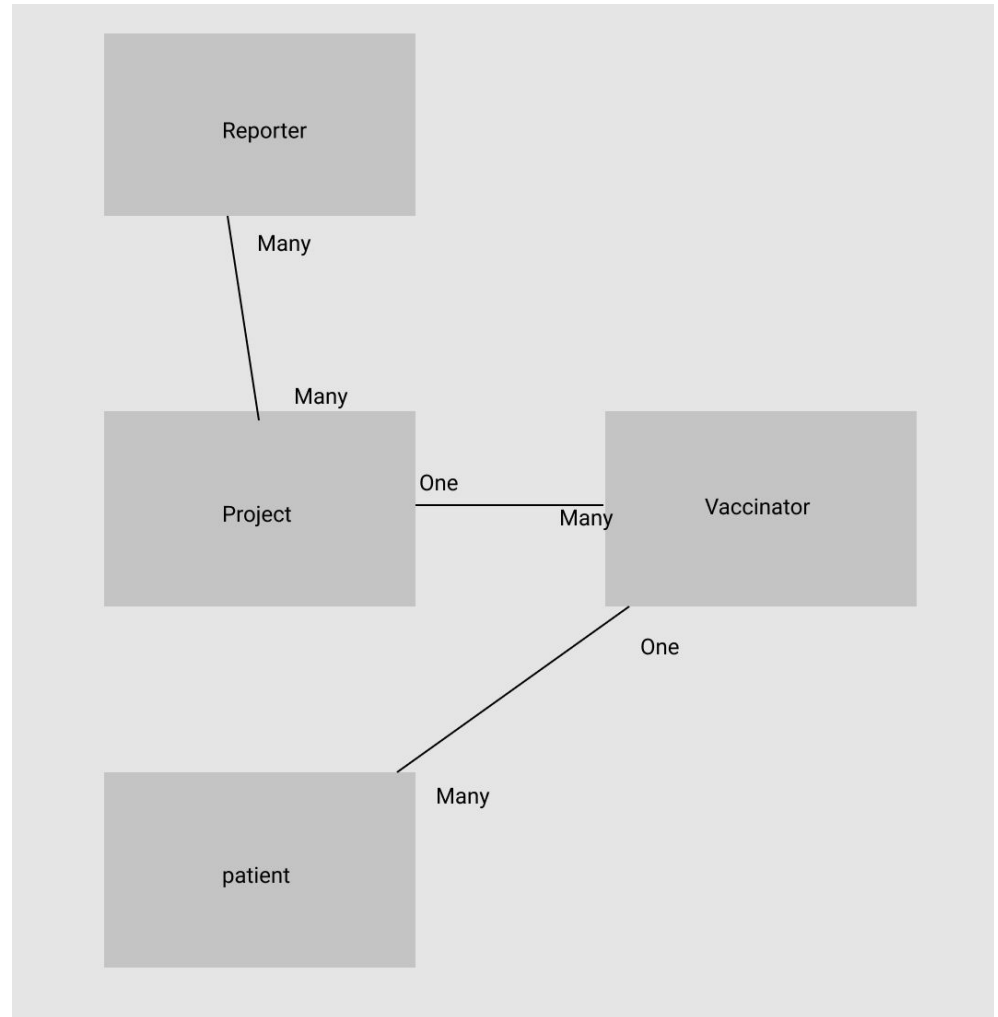 Reporter
Many
Many
Project
One
Many
Vaccinator
One
Many
patient